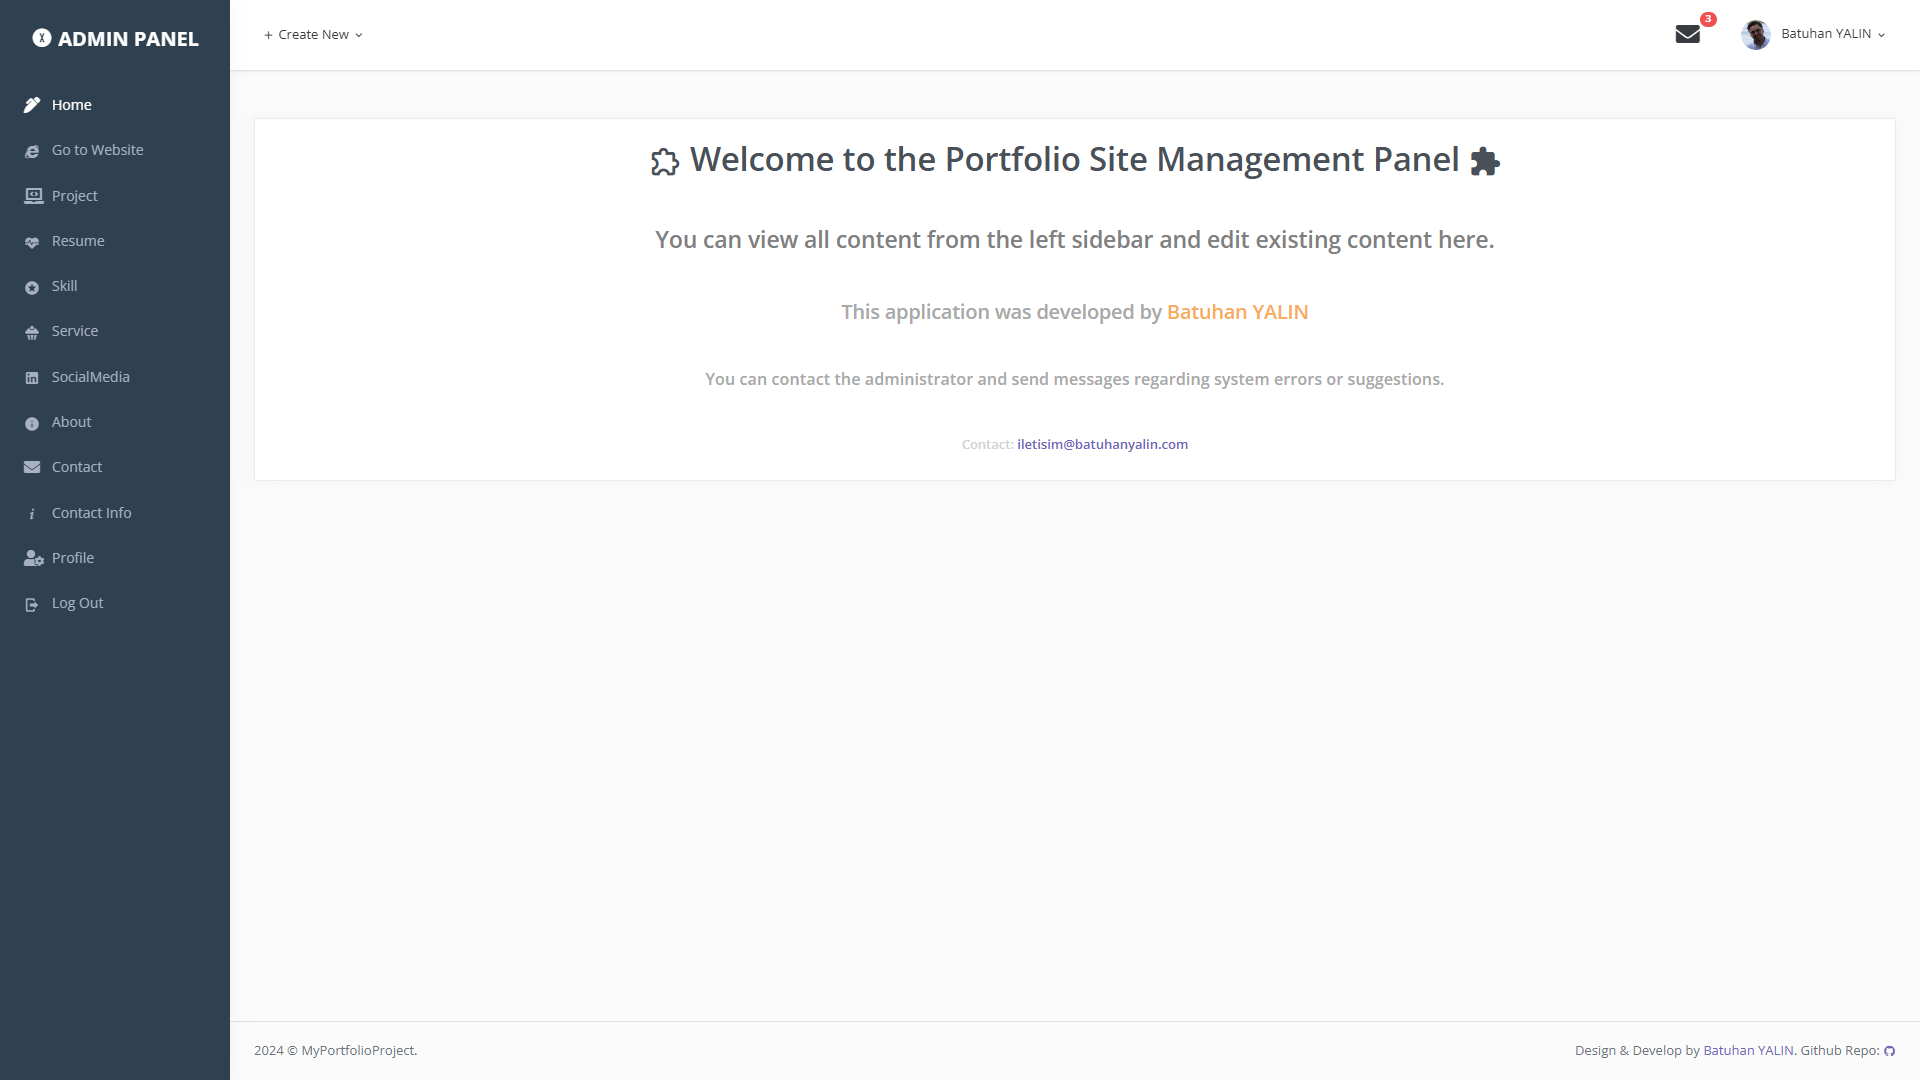 ADMIN PANEL
Home
Go to Website
Project
Resume
Skill
Service
SocialMedia
About
Contact
Contact Info
Profile
Log Out
+ Create New
3
Batuhan YALIN
Welcome to the Portfolio Site Management Panel
You can view all content from the left sidebar and edit existing content here.
This application was developed by Batuhan YALIN
You can contact the administrator and send messages regarding system errors or suggestions.
Contact: iletisim@batuhanyalin.com
2024 © MyPortfolioProject.
Design & Develop by Batuhan YALIN. Github Repo: